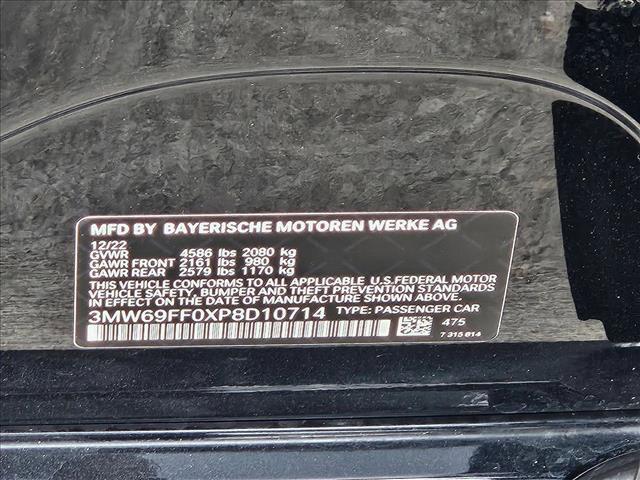 MFD BY BAYERISCHE MOTOREN WERKE AG
12/22
GVWR 4586 lbs 2080 kg
GAWR FRONT 2161 lbs 980 kg
GAWR REAR 2579 lbs 1170 kg
THIS VEHICLE CONFORMS TO ALL APPLICABLE U.S.FEDERAL MOTOR
VEHICLE SAFETY, BUMPER, AND THEFT PREVENTION STANDARDS
IN EFFECT ON THE DATE OF MANUFACTURE SHOWN ABOVE.
3MW69FF0XP8D10714 TYPE: PASSENGER CAR
475
7 315 814